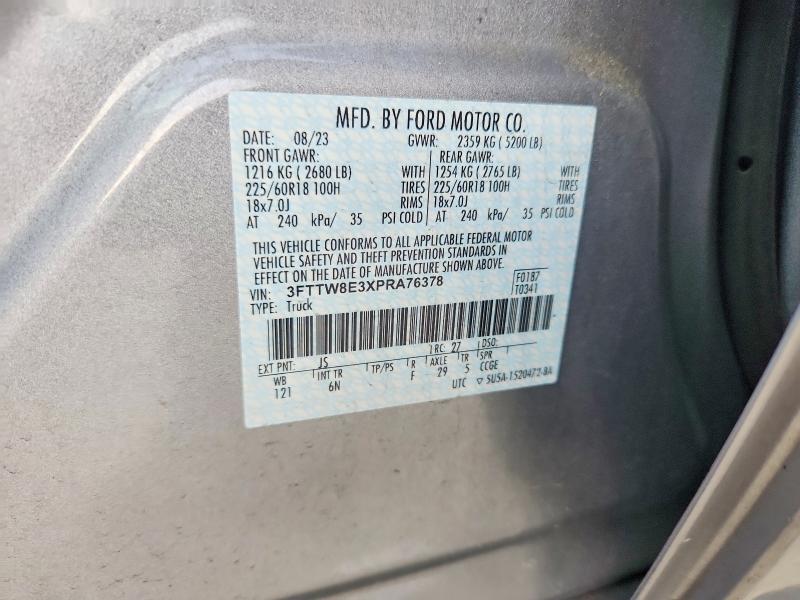 MFD. BY FORD MOTOR CO.
DATE: 08/23 GVWR: 2359 KG ( 5200 LB)
FRONT GAWR: REAR GAWR:
1216 KG ( 2680 LB) WITH 1254 KG ( 2765 LB) WITH
225/60R18 100H TIRES 225/60R18 100H TIRES
18x7.0J RIMS 18x7.0J RIMS
AT 240 kPa/ 35 PSI COLD AT 240 kPa/ 35 PSI COLD
THIS VEHICLE CONFORMS TO ALL APPLICABLE FEDERAL MOTOR
VEHICLE SAFETY AND THEFT PREVENTION STANDARDS IN
EFFECT ON THE DATE OF MANUFACTURE SHOWN ABOVE.
VIN: 3FTTW8E3XPRA76378 F0187
TYPE: Truck T0341
EXT PNT: JS RC: 27 DSO:
WB INT TR TP/PS R AXLE TR SPR
121 6N F 29 5 CCGE
UTC ▽ 5U5A-1520472-BA